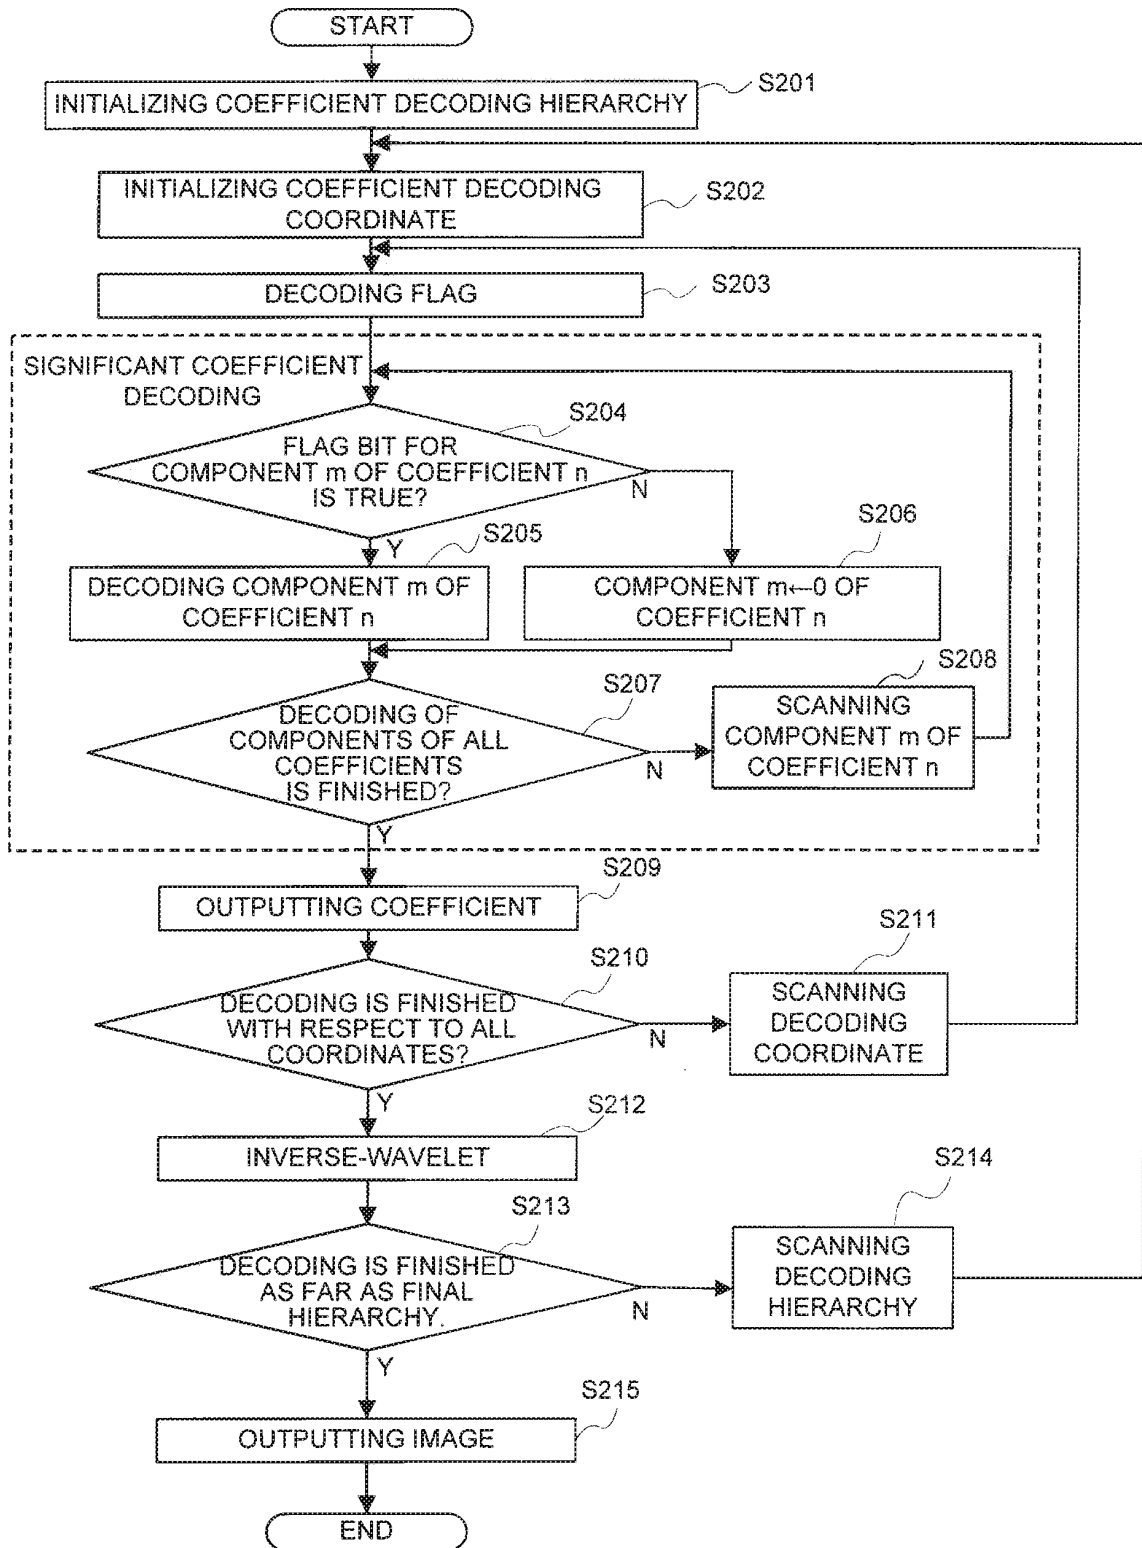 START
S201
INITIALIZING COEFFICIENT DECODING HIERARCHY
S202
INITIALIZING COEFFICIENT DECODING
COORDINATE
S203
DECODING FLAG
SIGNIFICANT COEFFICIENT
DECODING
S204
FLAG BIT FOR
COMPONENT m OF COEFFICIENT n
IS TRUE?
N
Y
S205
S206
DECODING COMPONENT m OF
COEFFICIENT n
COMPONENT m←0 OF
COEFFICIENT n
S207
S208
DECODING OF
COMPONENTS OF ALL
COEFFICIENTS
IS FINISHED?
N
Y
SCANNING
COMPONENT m OF
COEFFICIENT n
S209
OUTPUTTING COEFFICIENT
S210
S211
DECODING IS FINISHED
WITH RESPECT TO ALL
COORDINATES?
N
Y
SCANNING
DECODING
COORDINATE
S212
INVERSE-WAVELET
S213
S214
DECODING IS FINISHED
AS FAR AS FINAL
HIERARCHY.
N
Y
SCANNING
DECODING
HIERARCHY
S215
OUTPUTTING IMAGE
END